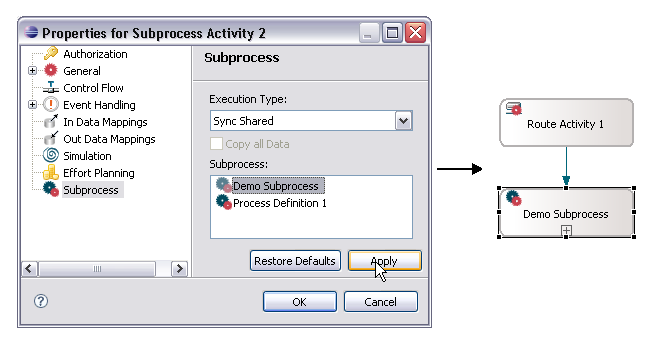 Properties for Subprocess Activity 2
Authorization
General
Control Flow
Event Handling
In Data Mappings
Out Data Mappings
Simulation
Effort Planning
Subprocess
Subprocess
Execution Type:
Sync Shared
Copy all Data
Subprocess:
Demo Subprocess
Process Definition 1
Restore Defaults
Apply
OK
Cancel
Route Activity 1
Demo Subprocess